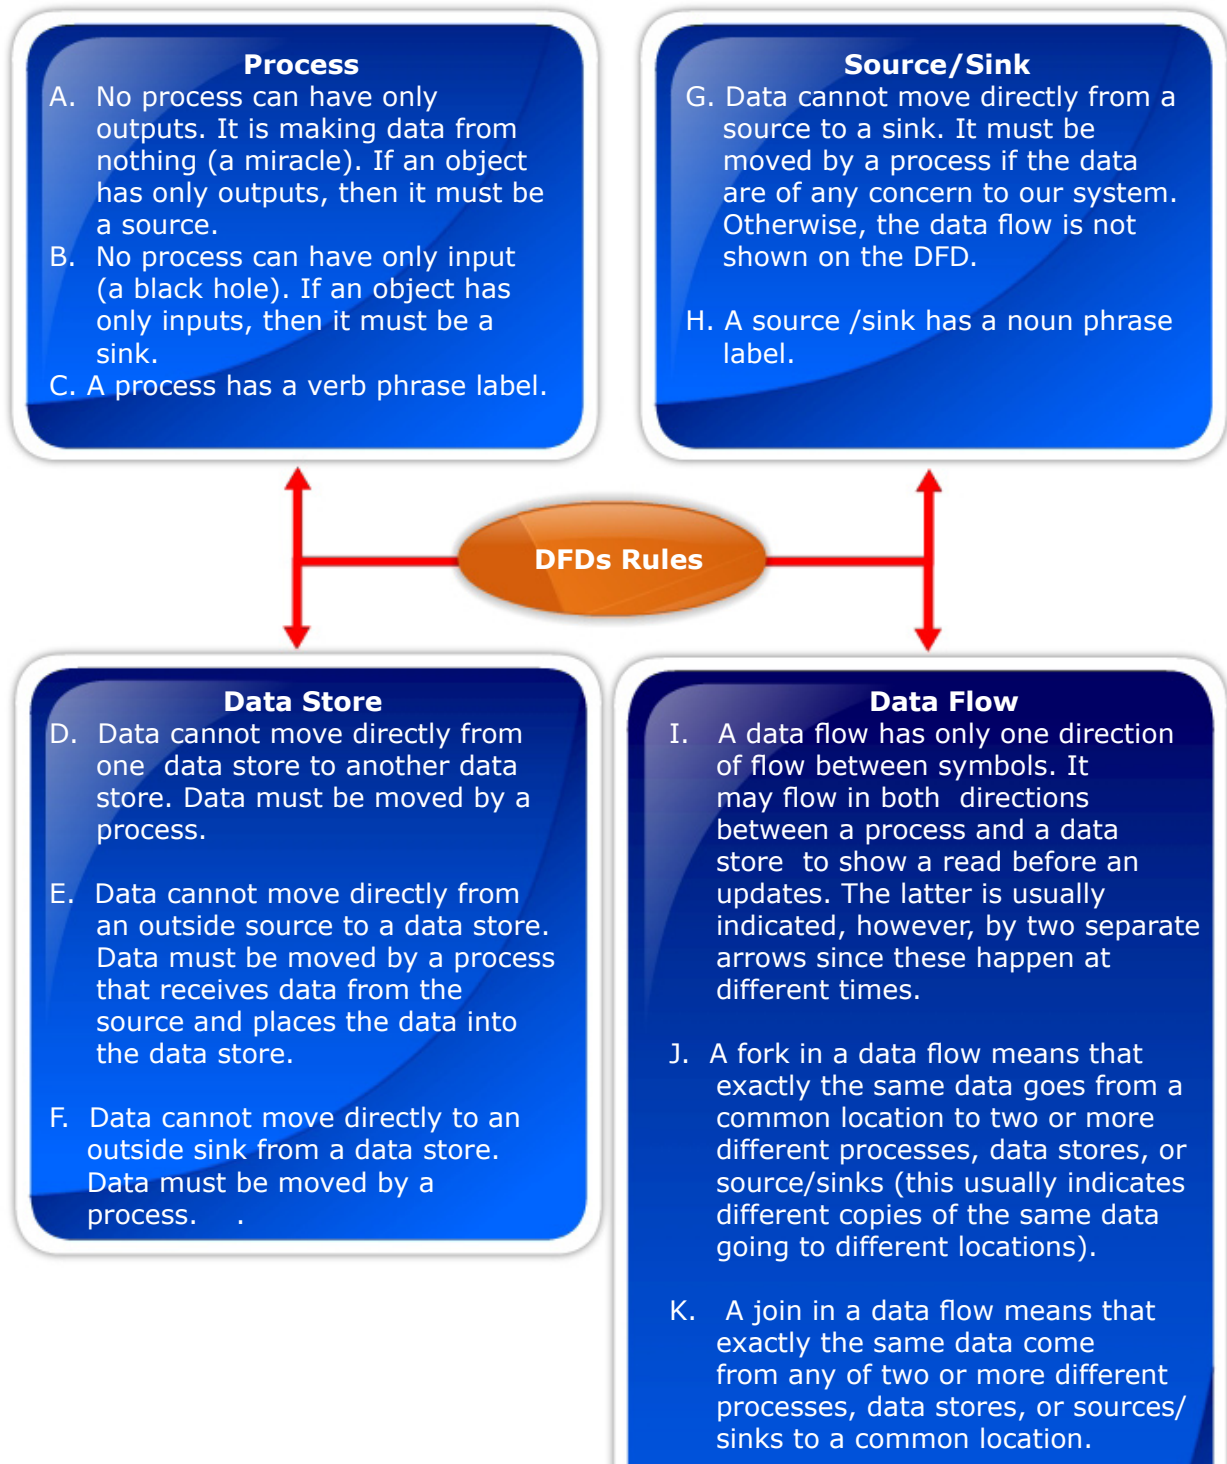 Process
A. No process can have only
outputs. It is making data from
nothing (a miracle). If an object
has only outputs, then it must be
a source.
B. No process can have only input
(a black hole). If an object has
only inputs, then it must be a
sink.
C. A process has a verb phrase label.
Source/Sink
G. Data cannot move directly from a
source to a sink. It must be
moved by a process if the data
are of any concern to our system.
Otherwise, the data flow is not
shown on the DFD.
H. A source /sink has a noun phrase
label.
DFDs Rules
Data Store
D. Data cannot move directly from
one data store to another data
store. Data must be moved by a
process.
E. Data cannot move directly from
an outside source to a data store.
Data must be moved by a process
that receives data from the
source and places the data into
the data store.
F. Data cannot move directly to an
outside sink from a data store.
Data must be moved by a
process. .
Data Flow
I. A data flow has only one direction
of flow between symbols. It
may flow in both directions
between a process and a data
store to show a read before an
updates. The latter is usually
indicated, however, by two separate
arrows since these happen at
different times.
J. A fork in a data flow means that
exactly the same data goes from a
common location to two or more
different processes, data stores, or
source/sinks (this usually indicates
different copies of the same data
going to different locations).
K. A join in a data flow means that
exactly the same data come
from any of two or more different
processes, data stores, or sources/
sinks to a common location.